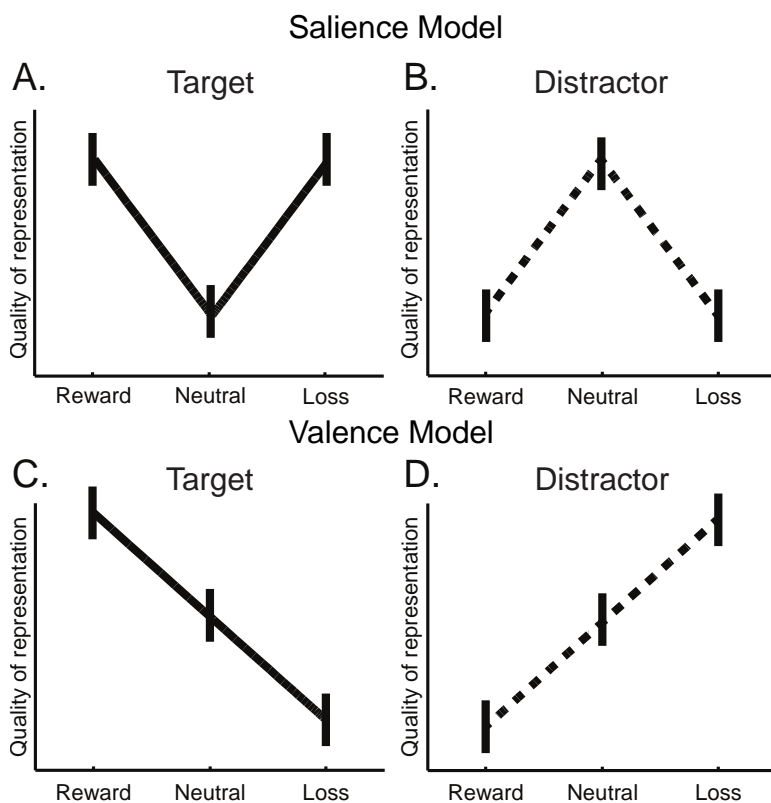 Salience Model
A.
Target
Quality of representation
Reward
Neutral
Loss
B.
Distractor
Quality of representation
Reward
Neutral
Loss
Valence Model
C.
Target
Quality of representation
Reward
Neutral
Loss
D.
Distractor
Quality of representation
Reward
Neutral
Loss